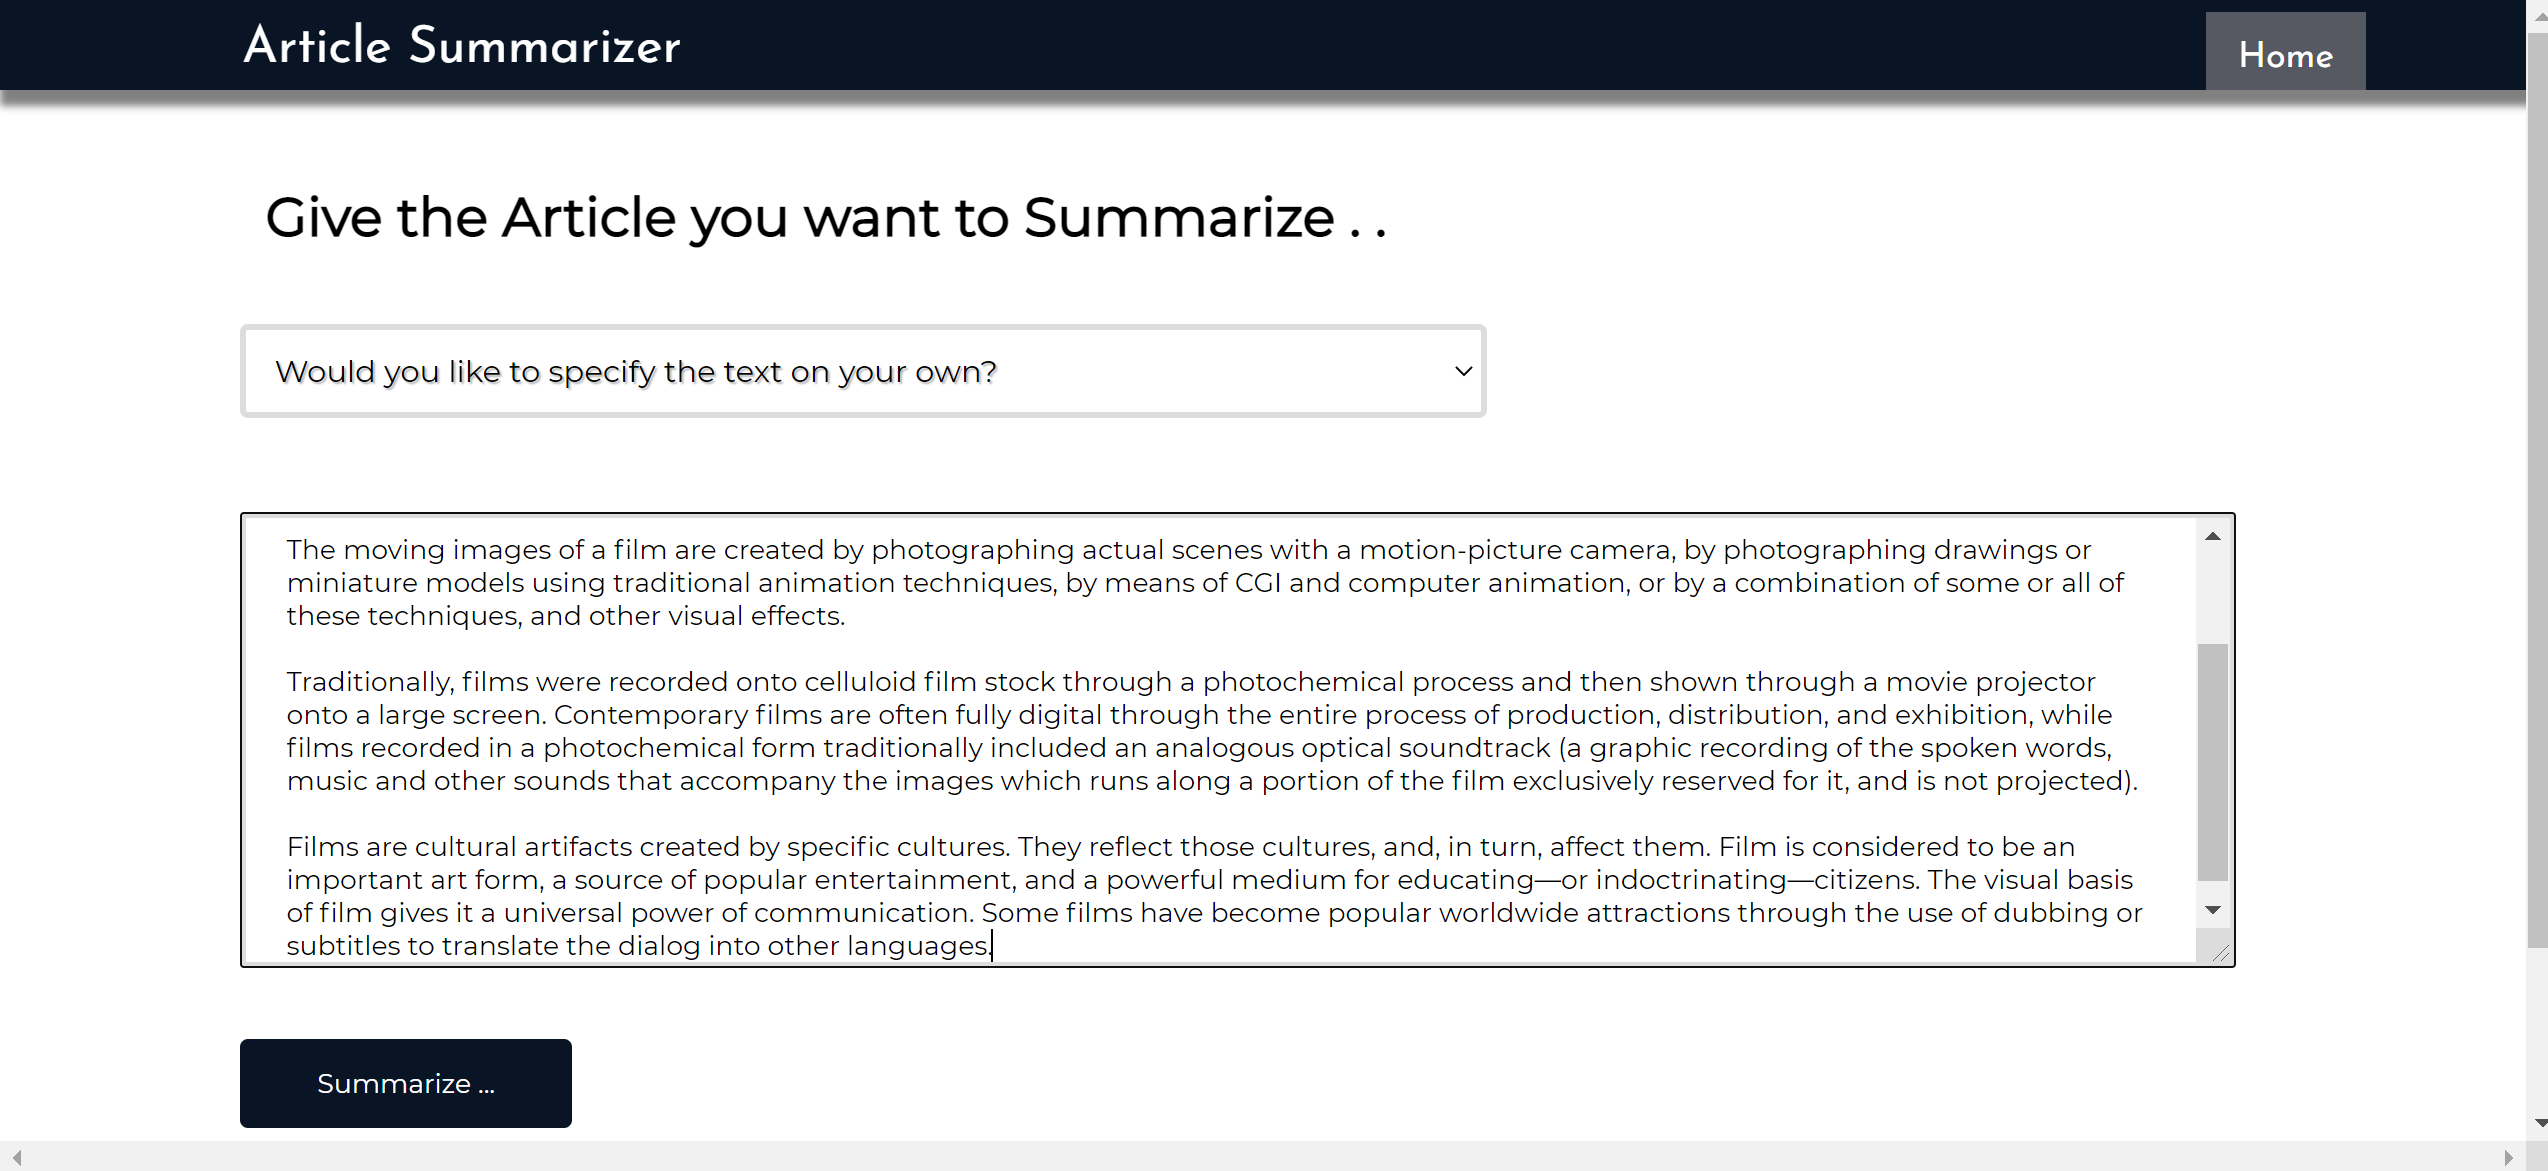 Article Summarizer
Home
Give the Article you want to Summarize . .
Would you like to specify the text on your own?
The moving images of a film are created by photographing actual scenes with a motion-picture camera, by photographing drawings or
miniature models using traditional animation techniques, by means of CGI and computer animation, or by a combination of some or all of
these techniques, and other visual effects.
Traditionally, films were recorded onto celluloid film stock through a photochemical process and then shown through a movie projector
onto a large screen. Contemporary films are often fully digital through the entire process of production, distribution, and exhibition, while
films recorded in a photochemical form traditionally included an analogous optical soundtrack (a graphic recording of the spoken words,
music and other sounds that accompany the images which runs along a portion of the film exclusively reserved for it, and is not projected).
Films are cultural artifacts created by specific cultures. They reflect those cultures, and, in turn, affect them. Film is considered to be an
important art form, a source of popular entertainment, and a powerful medium for educating—or indoctrinating—citizens. The visual basis
of film gives it a universal power of communication. Some films have become popular worldwide attractions through the use of dubbing or
subtitles to translate the dialog into other languages.
Summarize ...